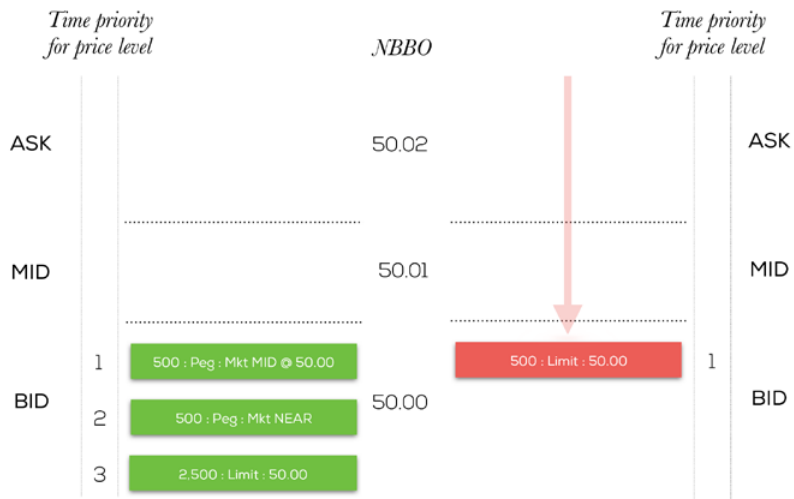 Time priority
for price level
NBBO
Time priority
for price level
ASK
50.02
ASK
MID
50.01
MID
1
500 : Peg : Mkt MID @ 50.00
500 : Limit : 50.00
1
BID
50.00
BID
2
500 : Peg : Mkt NEAR
3
2,500 : Limit : 50.00